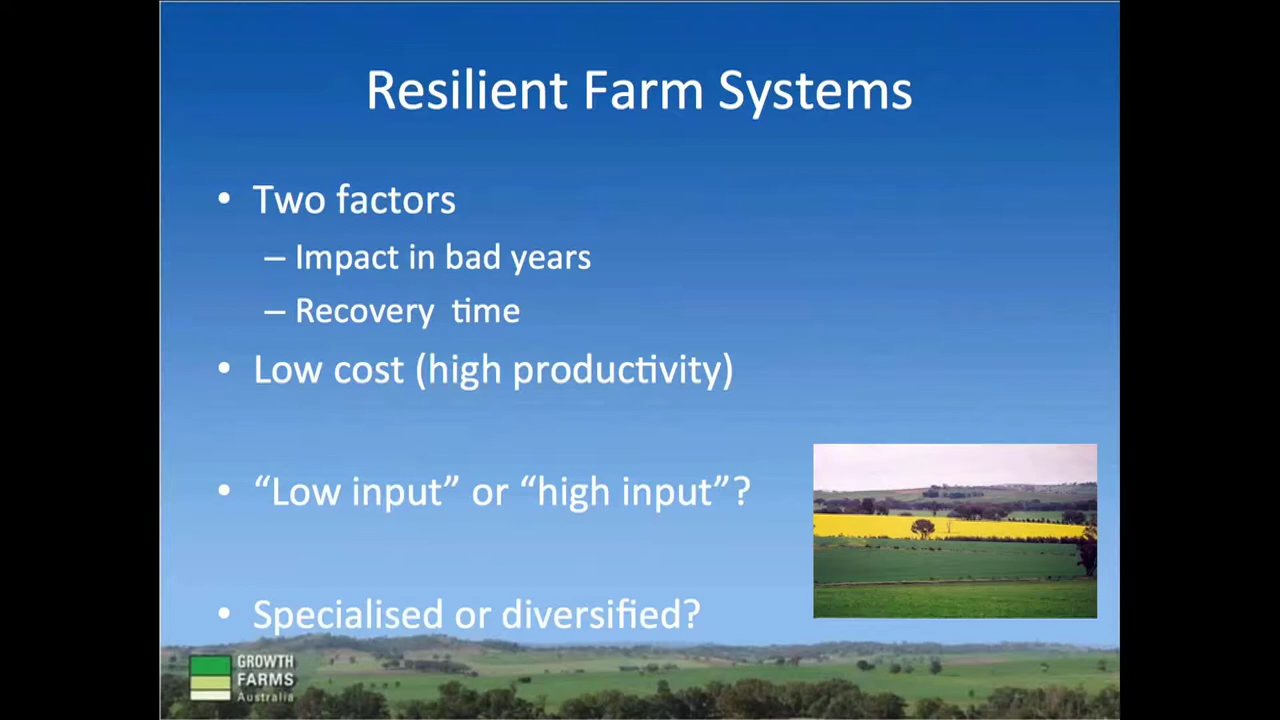 Resilient Farm Systems
• Two factors
– Impact in bad years
– Recovery time
• Low cost (high productivity)
• “Low input” or “high input”?
• Specialised or diversified?
GROWTH
FARMS
Australia